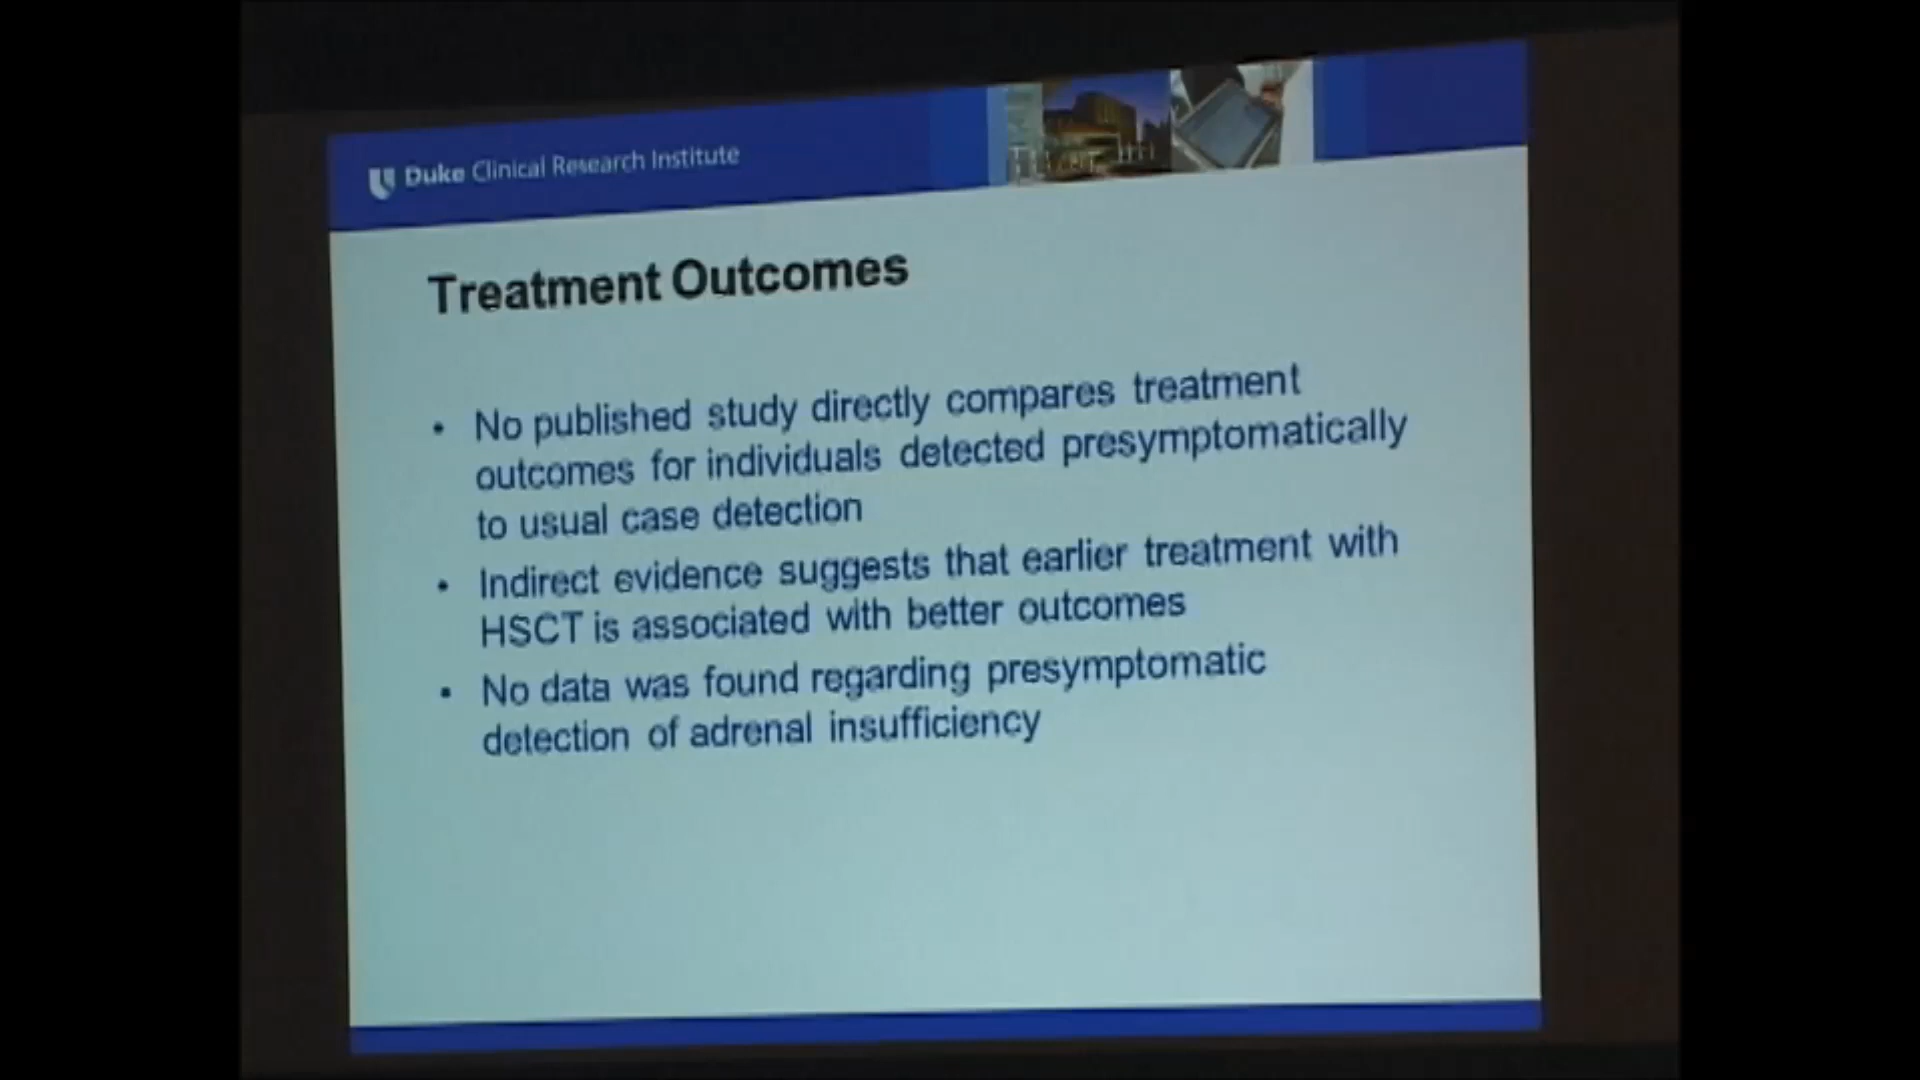 Duke Clinical Research Institute
Treatment Outcomes
• No published study directly compares treatment
outcomes for individuals detected presymptomatically
to usual case detection
• Indirect evidence suggests that earlier treatment with
HSCT is associated with better outcomes
• No data was found regarding presymptomatic
detection of adrenal insufficiency